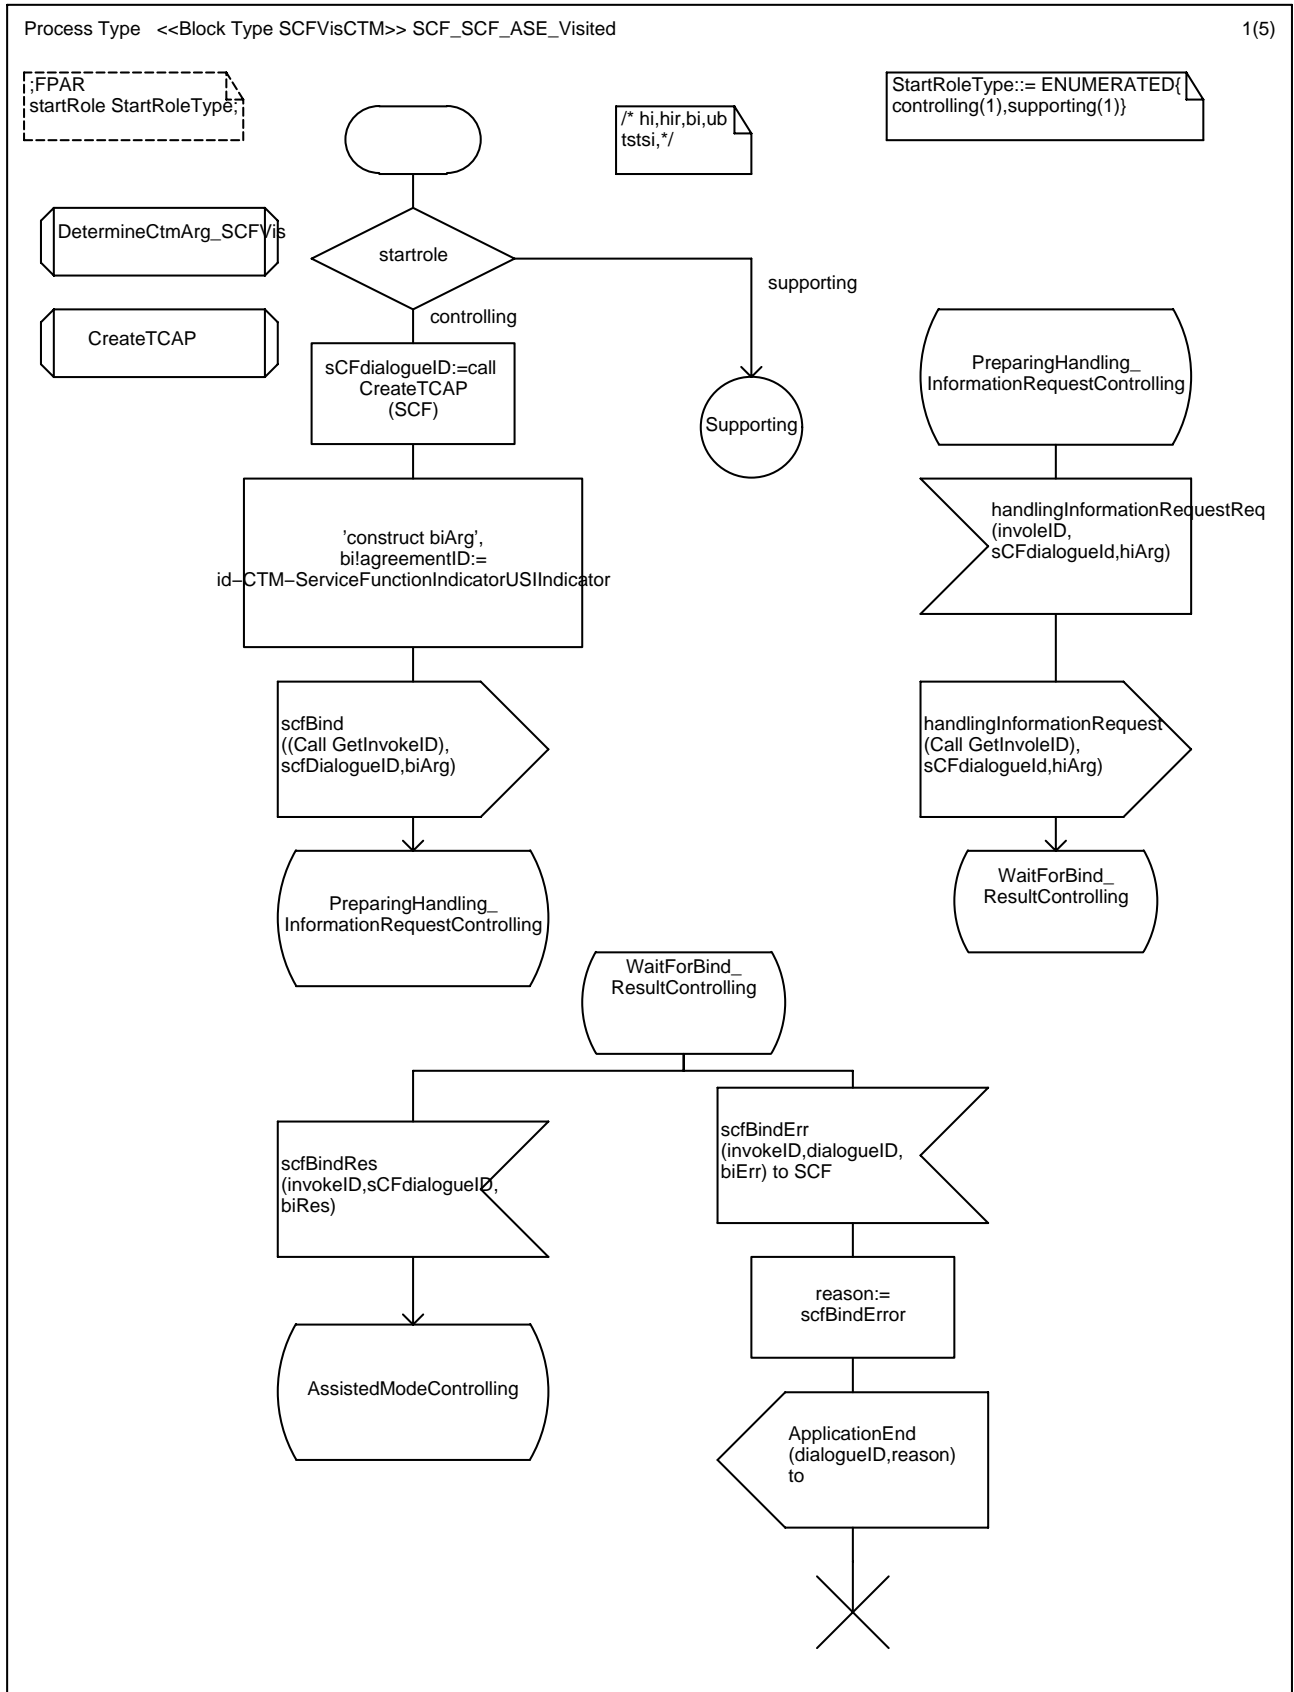 Process Type   <<Block Type SCFVisCTM>> SCF_SCF_ASE_Visited
1(5)
;FPAR
startRole StartRoleType;
/* hi,hir,bi,ub
tstsi,*/
StartRoleType::= ENUMERATED{
controlling(1),supporting(1)}
DetermineCtmArg_SCFVis
startrole
supporting
controlling
CreateTCAP
sCFdialogueID:=call
CreateTCAP
(SCF)
Supporting
PreparingHandling_
InformationRequestControlling
'construct biArg',
bi!agreementID:=
id–CTM–ServiceFunctionIndicatorUSIIndicator
handlingInformationRequestReq
(involeID,
sCFdialogueId,hiArg)
scfBind
((Call GetInvokeID),
scfDialogueID,biArg)
handlingInformationRequest
(Call GetInvoleID),
sCFdialogueId,hiArg)
PreparingHandling_
InformationRequestControlling
WaitForBind_
ResultControlling
WaitForBind_
ResultControlling
scfBindRes
(invokeID,sCFdialogueID,
biRes)
scfBindErr
(invokeID,dialogueID,
biErr) to SCF
reason:=
scfBindError
AssistedModeControlling
ApplicationEnd
(dialogueID,reason)
to